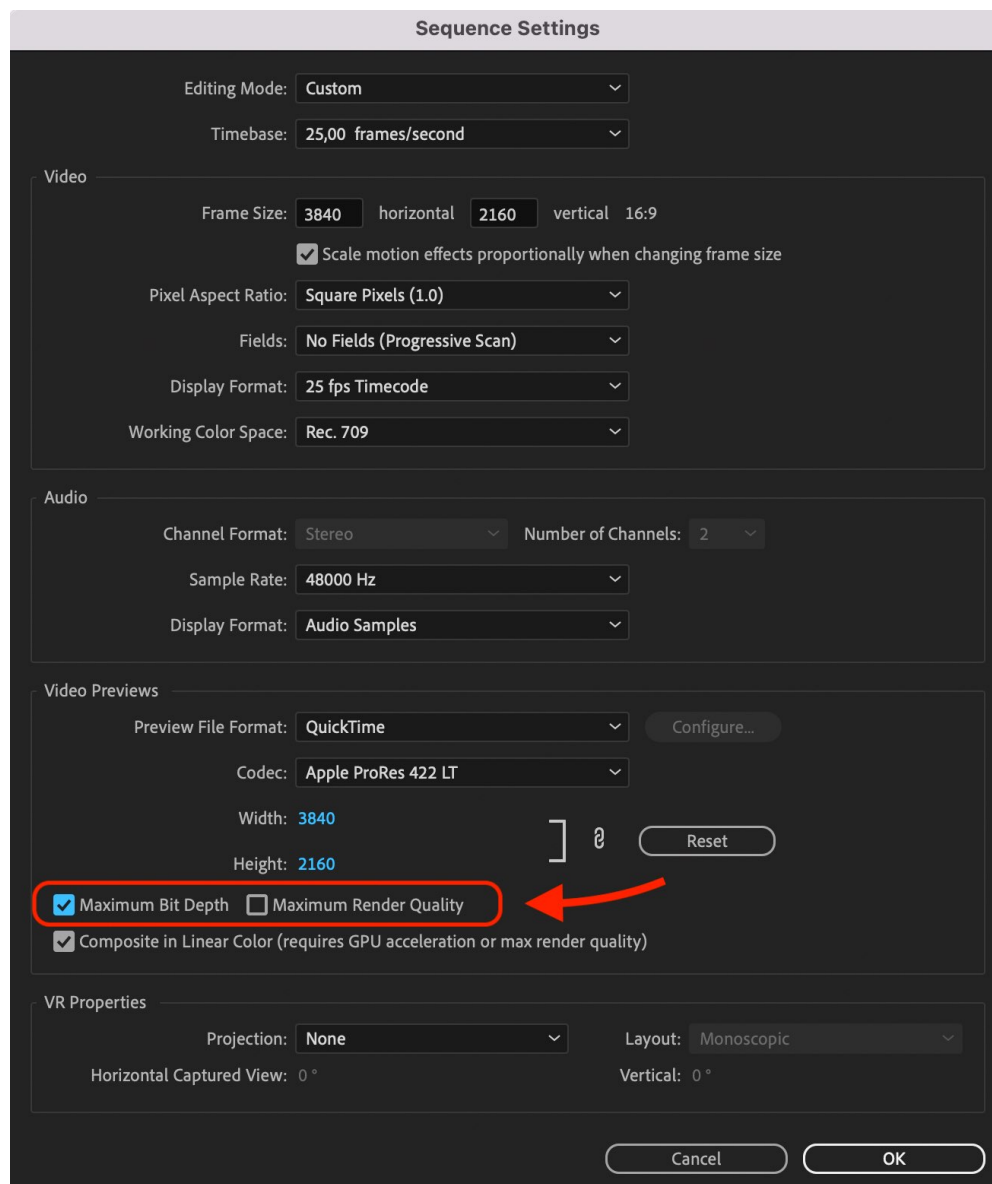 Sequence Settings
Editing Mode: Custom
Timebase: 25,00 frames/second
Video
Frame Size: 3840 horizontal 2160 vertical 16:9
Scale motion effects proportionally when changing frame size
Pixel Aspect Ratio: Square Pixels (1.0)
Fields: No Fields (Progressive Scan)
Display Format: 25 fps Timecode
Working Color Space: Rec. 709
Audio
Channel Format: Stereo Number of Channels: 2
Sample Rate: 48000 Hz
Display Format: Audio Samples
Video Previews
Preview File Format: QuickTime Configure...
Codec: Apple ProRes 422 LT
Width: 3840
Reset
Height: 2160
Maximum Bit Depth Maximum Render Quality
Composite in Linear Color (requires GPU acceleration or max render quality)
VR Properties
Projection: None Layout: Monoscopic
Horizontal Captured View: 0 ° Vertical: 0 °
Cancel OK